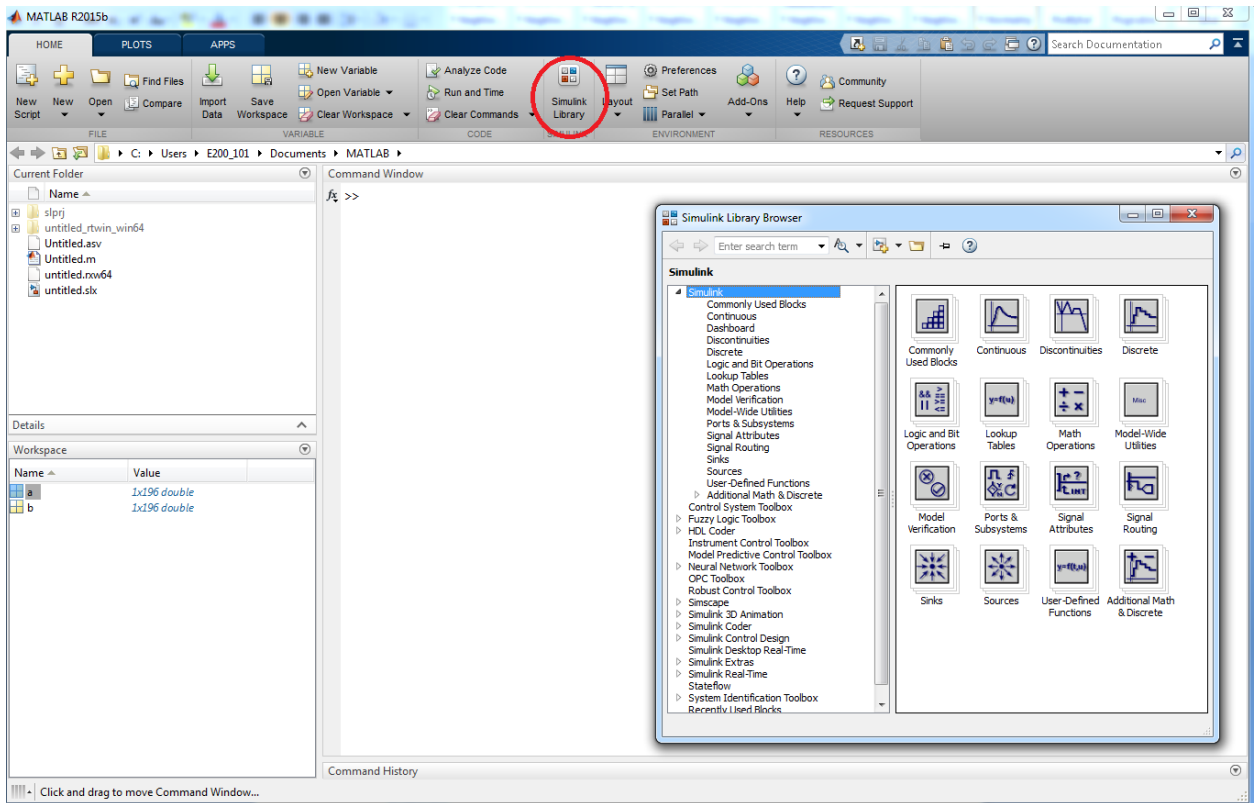 MATLAB R2015b
HOME PLOTS APPS
Search Documentation
New Script
New
Open
Find Files
Compare
Import Data
Save Workspace
New Variable
Open Variable
Clear Workspace
Analyze Code
Run and Time
Clear Commands
Simulink Library
Layout
Preferences
Set Path
Parallel
Add-Ons
Help
Community
Request Support
FILE VARIABLE CODE SIMULINK ENVIRONMENT RESOURCES
C: Users E200_101 Documents MATLAB
Current Folder
Name
slprj
untitled_rtwin_win64
Untitled.asv
Untitled.m
untitled.rxw64
untitled.slx
Details
Workspace
Name Value
a 1x196 double
b 1x196 double
Command Window
fx >>
Simulink Library Browser
Enter search term
Simulink
Simulink
Commonly Used Blocks
Continuous
Dashboard
Discontinuities
Discrete
Logic and Bit Operations
Lookup Tables
Math Operations
Model Verification
Model-Wide Utilities
Ports & Subsystems
Signal Attributes
Signal Routing
Sinks
Sources
User-Defined Functions
Additional Math & Discrete
Control System Toolbox
Fuzzy Logic Toolbox
HDL Coder
Instrument Control Toolbox
Model Predictive Control Toolbox
Neural Network Toolbox
OPC Toolbox
Robust Control Toolbox
Simscape
Simulink 3D Animation
Simulink Coder
Simulink Control Design
Simulink Desktop Real-Time
Simulink Extras
Simulink Real-Time
Stateflow
System Identification Toolbox
Recently Used Blocks
Commonly Used Blocks
Continuous
Discontinuities
Discrete
&& >= || <=
y=f(u)
+ - ÷ x
Misc
Logic and Bit Operations
Lookup Tables
Math Operations
Model-Wide Utilities
Model Verification
Ports & Subsystems
Signal Attributes
Signal Routing
y=f(t,u)
Sinks
Sources
User-Defined Functions
Additional Math & Discrete
Command History
Click and drag to move Command Window...